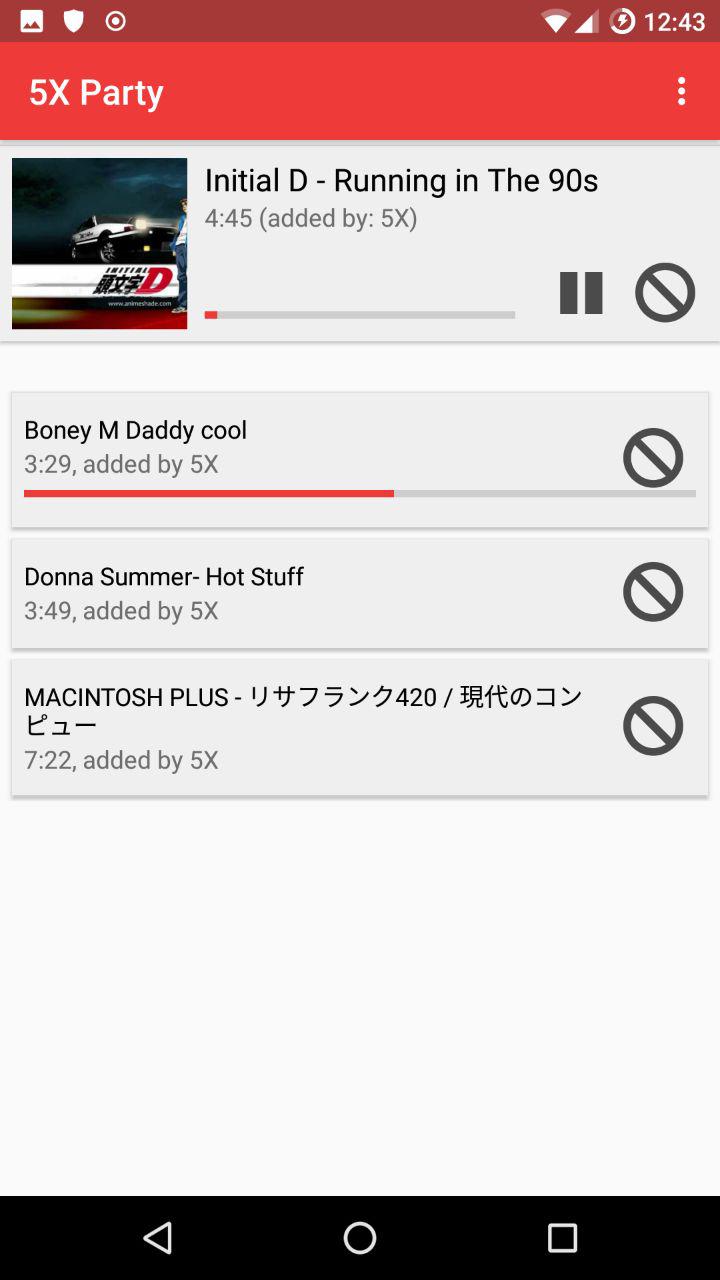 12:43
5X Party
Initial D - Running in The 90s
4:45 (added by: 5X)
INITIAL
頭文字D
www.animeshade.com
Boney M Daddy cool
3:29, added by 5X
Donna Summer- Hot Stuff
3:49, added by 5X
MACINTOSH PLUS - リサフランク420 / 現代のコン
ピュー
7:22, added by 5X